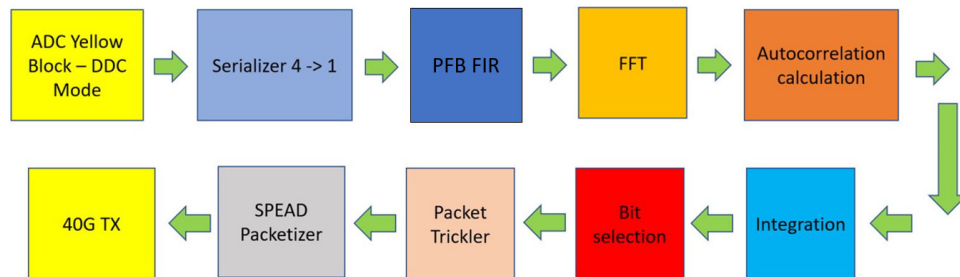 ADC Yellow
Block – DDC
Mode
Serializer 4 -> 1
PFB FIR
FFT
Autocorrelation
calculation
40G TX
SPEAD
Packetizer
Packet
Trickler
Bit
selection
Integration